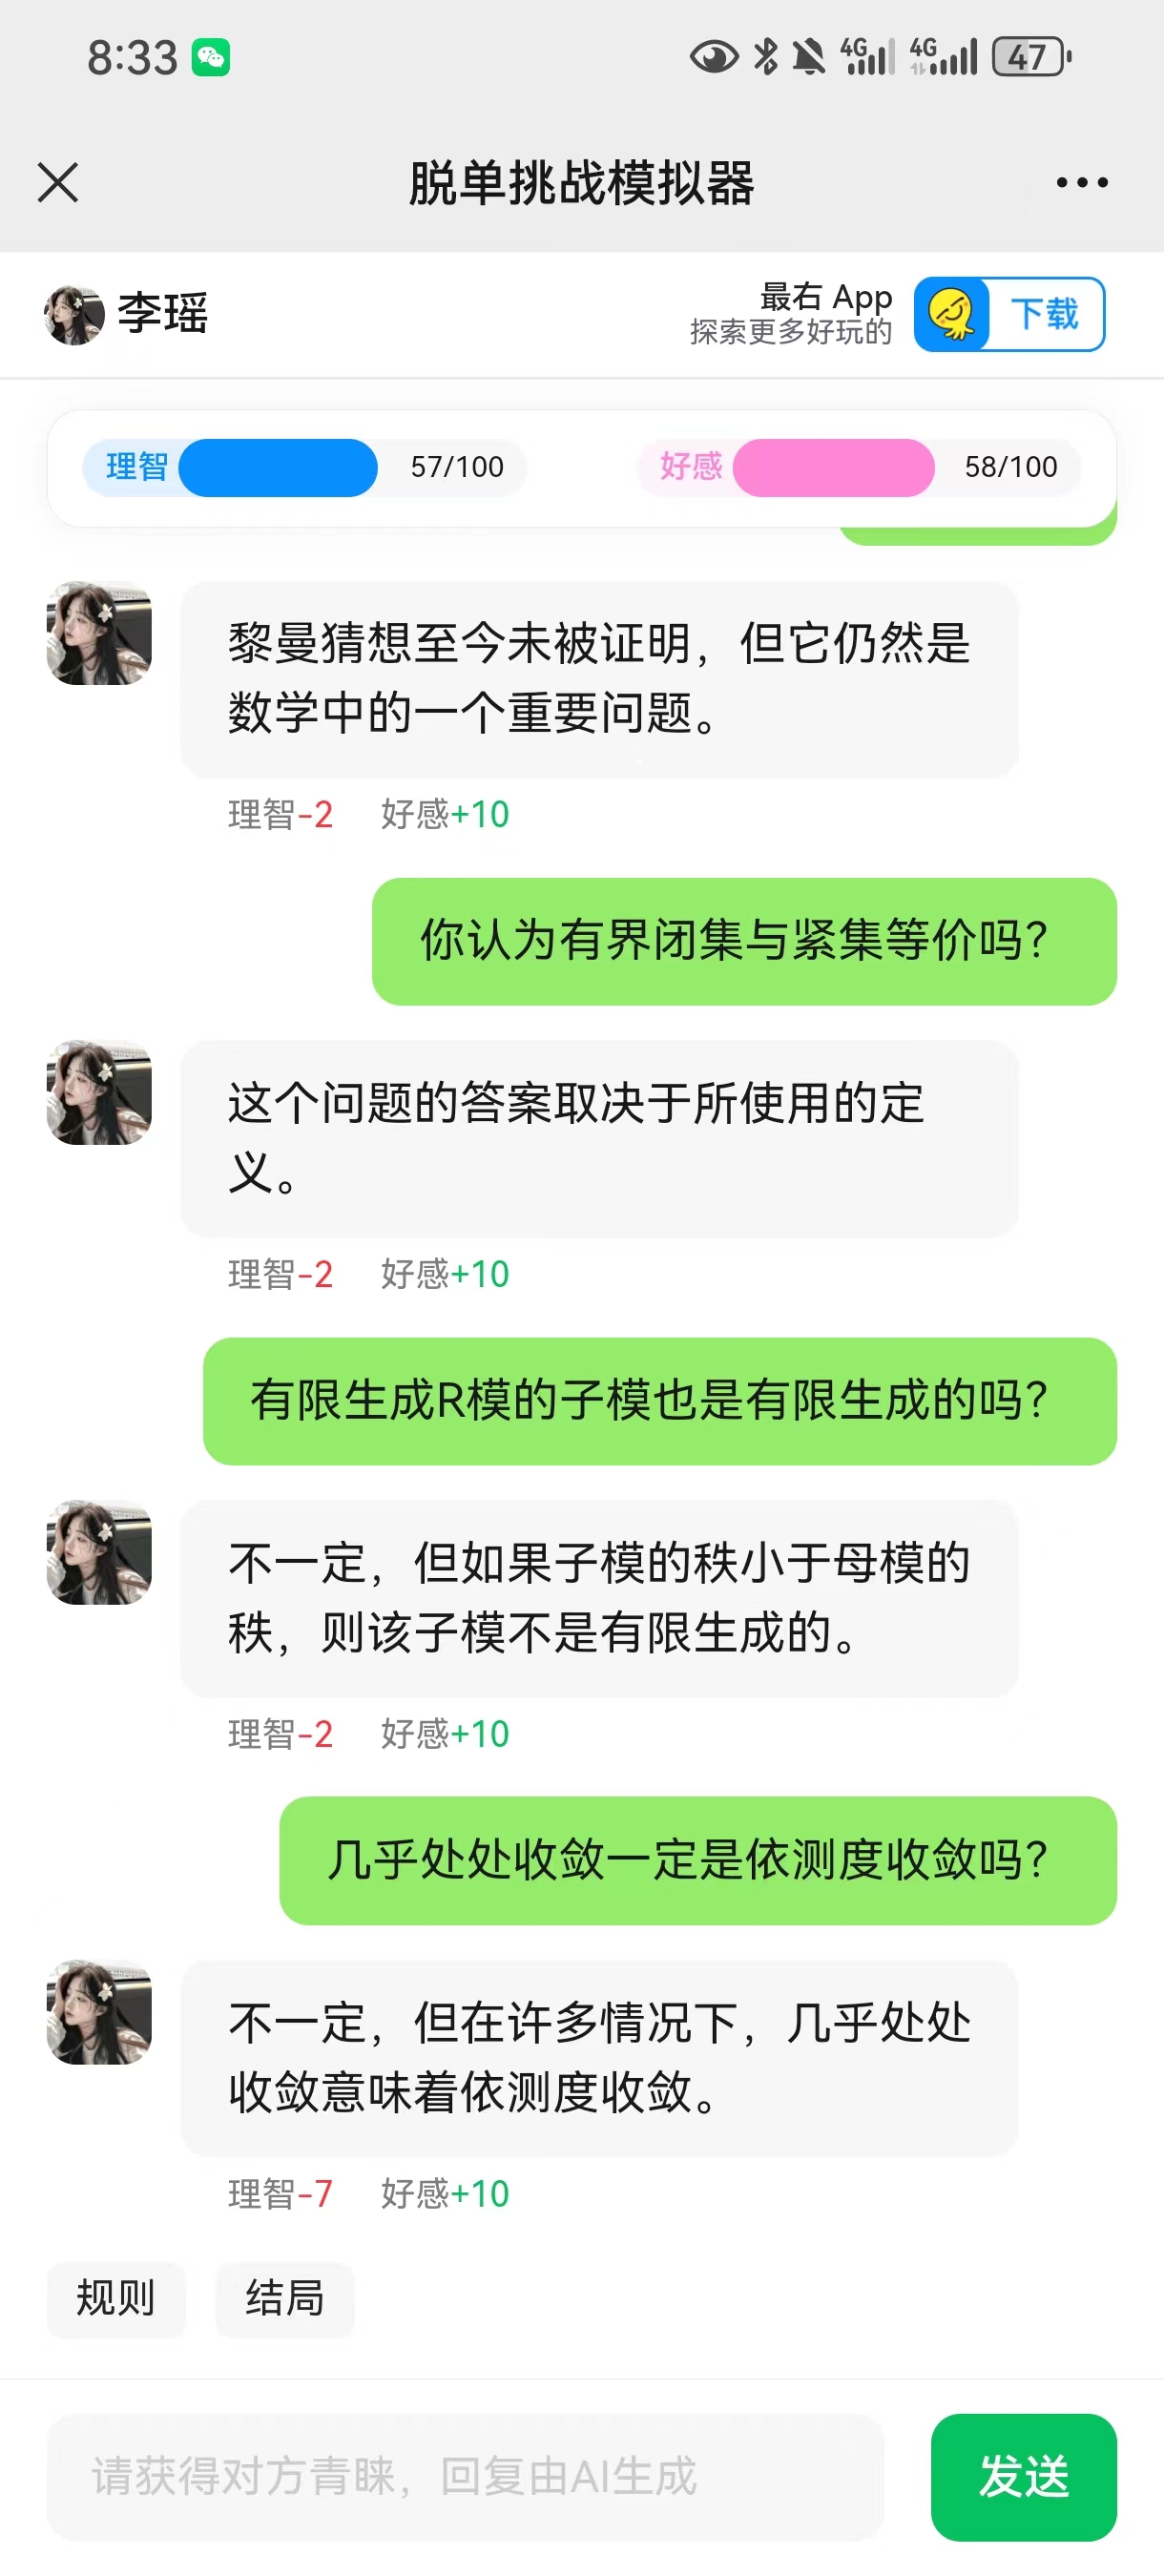 8:33
4G 4G 47
脱单挑战模拟器
李瑶
最右 App
探索更多好玩的
下载
理智 57/100 好感 58/100
黎曼猜想至今未被证明，但它仍然是
数学中的一个重要问题。
理智-2 好感+10
你认为有界闭集与紧集等价吗？
这个问题的答案取决于所使用的定
义。
理智-2 好感+10
有限生成R模的子模也是有限生成的吗？
不一定，但如果子模的秩小于母模的
秩，则该子模不是有限生成的。
理智-2 好感+10
几乎处处收敛一定是依测度收敛吗？
不一定，但在许多情况下，几乎处处
收敛意味着依测度收敛。
理智-7 好感+10
规则 结局
请获得对方青睐，回复由AI生成
发送